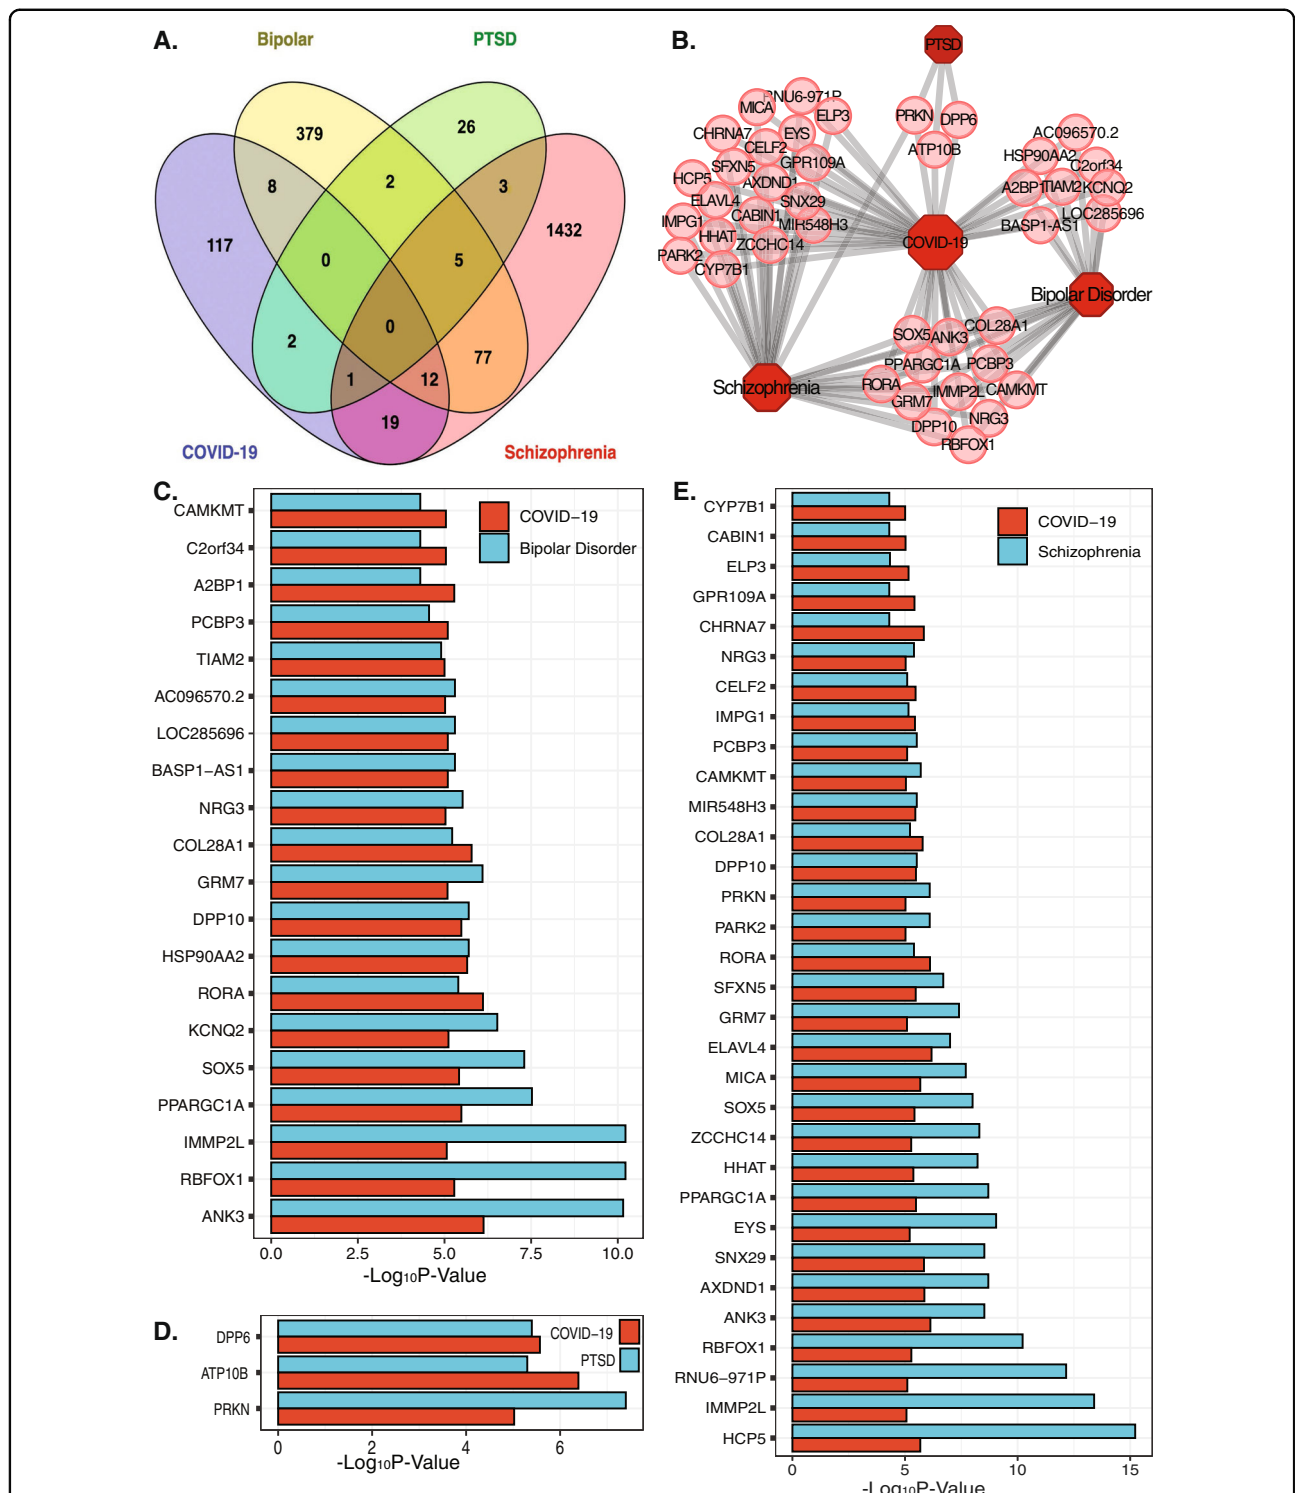 A.
Bipolar
PTSD
379
26
8
2
3
117
0
5
1432
2
0
77
1
12
19
COVID-19
Schizophrenia
B.
PTSD
RNU6-971P
MICA
ELP3
PRKN
DPP6
CHRNA7
EYS
AC096570.2
CELF2
ATP10B
HSP90AA2
SFXN5
GPR109A
C2orf34
HCP5
AXDND1
A2BP1
TIAM2
KCNQ2
ELAVL4
SNX29
IMPG1
CABIN1
MIR548H3
LOC285696
BASP1-AS1
HHAT
ZCCHC14
COVID-19
PARK2
CYP7B1
Bipolar Disorder
SOX5
ANK3
COL28A1
PPARGC1A
PCBP3
Schizophrenia
RORA
IMMP2L
CAMKMT
GRM7
NRG3
DPP10
RBFOX1
C.
CAMKMT
C2orf34
A2BP1
PCBP3
TIAM2
AC096570.2
LOC285696
BASP1−AS1
NRG3
COL28A1
GRM7
DPP10
HSP90AA2
RORA
KCNQ2
SOX5
PPARGC1A
IMMP2L
RBFOX1
ANK3
COVID−19
Bipolar Disorder
0.0 2.5 5.0 7.5 10.0
-Log₁₀P-Value
D.
DPP6
ATP10B
PRKN
COVID−19
PTSD
0 2 4 6
-Log₁₀P-Value
E.
CYP7B1
CABIN1
ELP3
GPR109A
CHRNA7
NRG3
CELF2
IMPG1
PCBP3
CAMKMT
MIR548H3
COL28A1
DPP10
PRKN
PARK2
RORA
SFXN5
GRM7
ELAVL4
MICA
SOX5
ZCCHC14
HHAT
PPARGC1A
EYS
SNX29
AXDND1
ANK3
RBFOX1
RNU6−971P
IMMP2L
HCP5
COVID−19
Schizophrenia
0 5 10 15
-Log₁₀P-Value